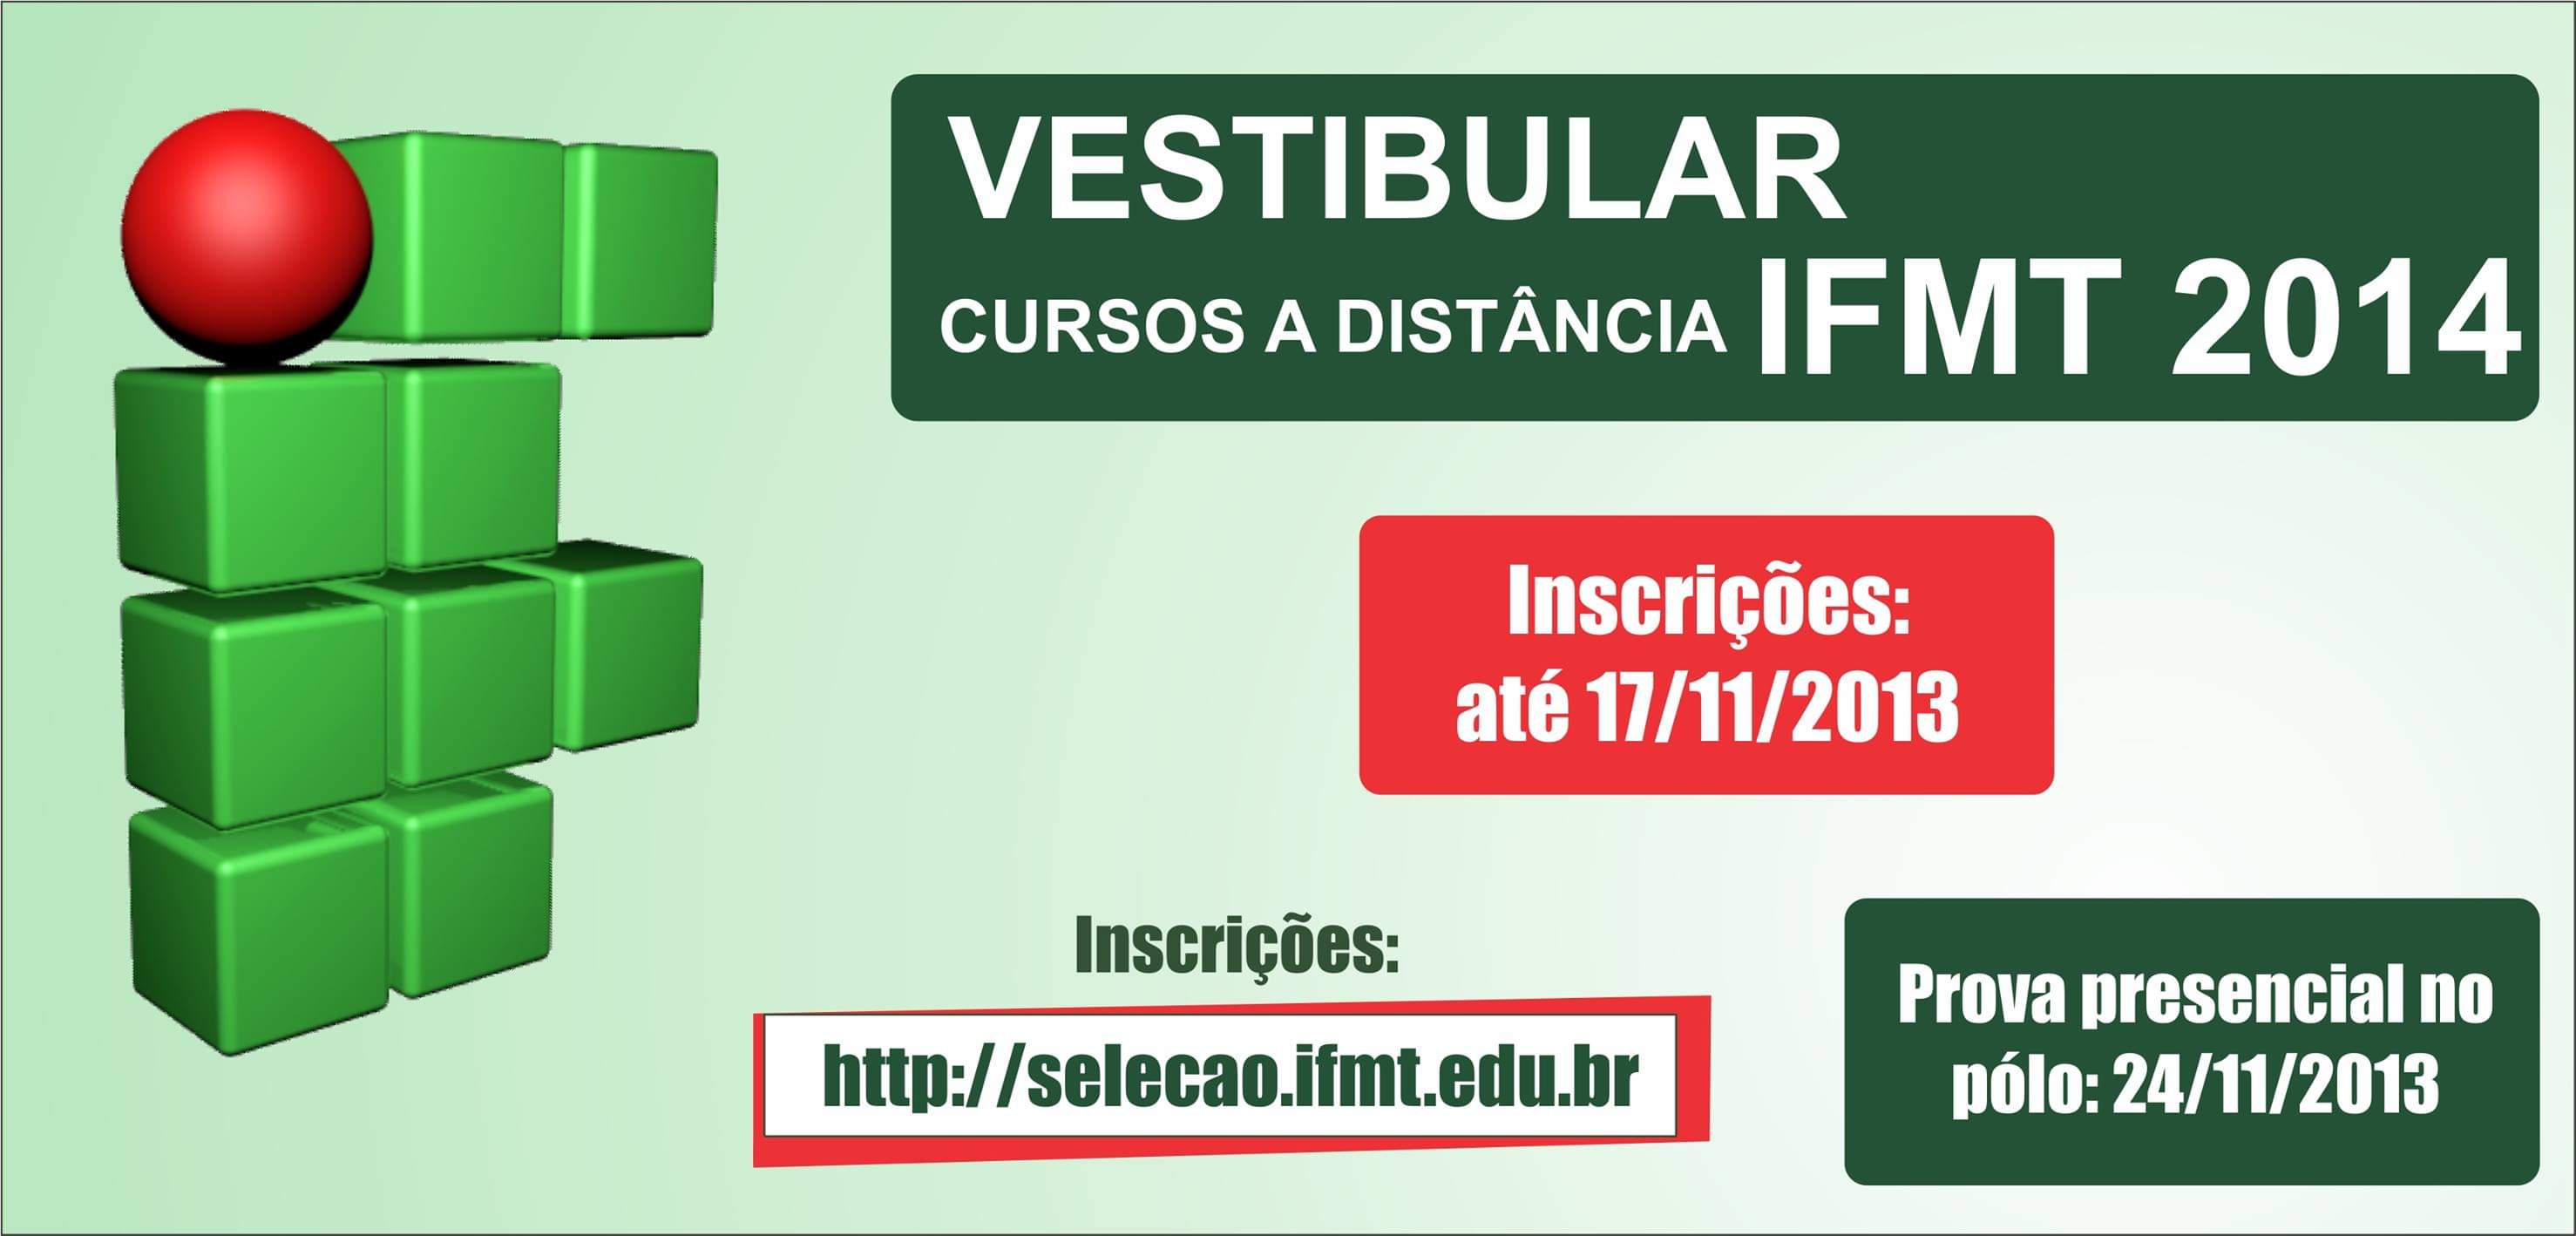 VESTIBULAR
CURSOS A DISTÂNCIA IFMT 2014
Inscrições:
até 17/11/2013
Inscrições:
http://selecao.ifmt.edu.br
Prova presencial no
pólo: 24/11/2013